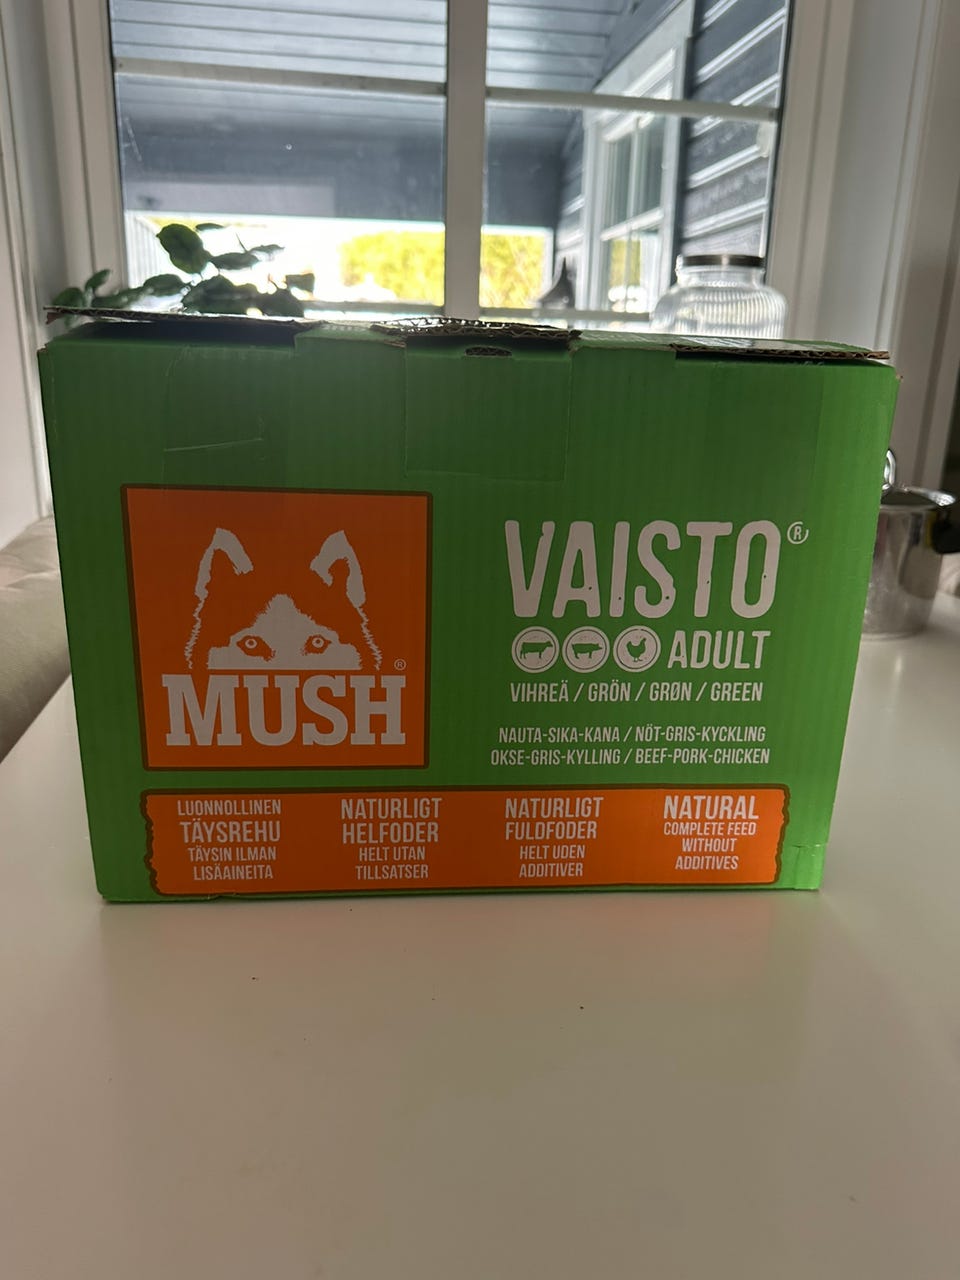 MUSH®
VAISTO®
ADULT
VIHREÄ / GRÖN / GRØN / GREEN
NAUTA-SIKA-KANA / NÖT-GRIS-KYCKLING
OKSE-GRIS-KYLLING / BEEF-PORK-CHICKEN
LUONNOLLINEN
TÄYSREHU
TÄYSIN ILMAN
LISÄAINEITA
NATURLIGT
HELFODER
HELT UTAN
TILLSATSER
NATURLIGT
FULDFODER
HELT UDEN
ADDITIVER
NATURAL
COMPLETE FEED
WITHOUT
ADDITIVES